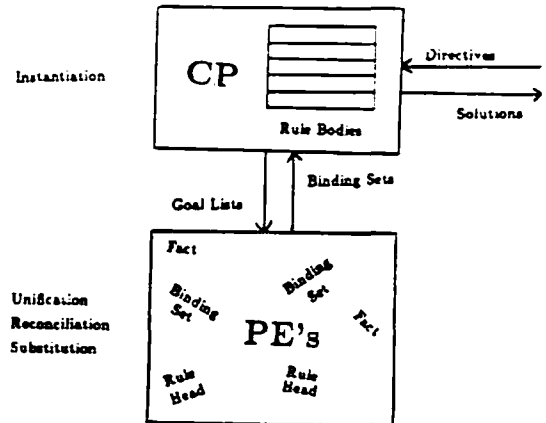 Directives
Instantiation
CP
Solutions
Rule Bodies
Goal Lists
Binding Sets
Fact
Binding
Set
Binding
Set
Fact
Unification
Reconciliation
Substitution
PE's
Rule
Head
Rule
Head